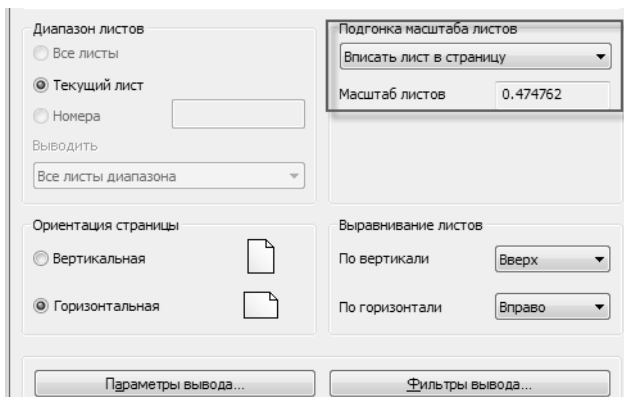 Диапазон листов
Все листы
Текущий лист
Номера
Выводить
Все листы диапазона
Подгонка масштаба листов
Вписать лист в страницу
Масштаб листов 0.474762
Ориентация страницы
Вертикальная
Горизонтальная
Выравнивание листов
По вертикали Вверх
По горизонтали Вправо
Параметры вывода...
Фильтры вывода...